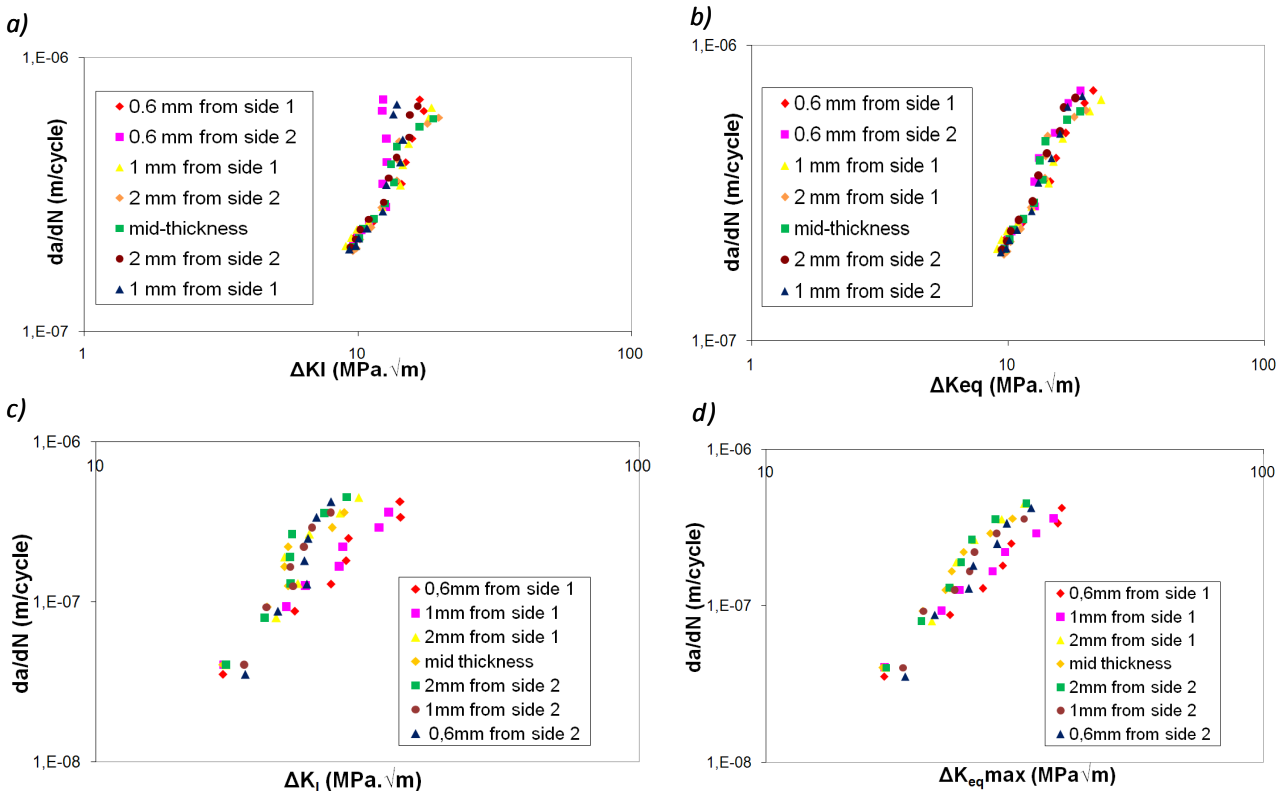 a)
1,E-06
0.6 mm from side 1
0.6 mm from side 2
1 mm from side 1
2 mm from side 2
mid-thickness
2 mm from side 2
1 mm from side 1
da/dN (m/cycle)
1,E-07
1
10
100
ΔKI (MPa.√m)
b)
1,E-06
0.6 mm from side 1
0.6 mm from side 2
1 mm from side 1
2 mm from side 1
mid-thickness
2 mm from side 2
1 mm from side 2
da/dN (m/cycle)
1,E-07
1
10
100
ΔKeq (MPa.√m)
c)
1,E-06
10
100
da/dN (m/cycle)
1,E-07
0,6mm from side 1
1mm from side 1
2mm from side 1
mid thickness
2mm from side 2
1mm from side 2
0,6mm from side 2
1,E-08
ΔKI (MPa.√m)
d)
1,E-06
10
100
da/dN (m/cycle)
1,E-07
0,6mm from side 1
1mm from side 1
2mm from side 1
mid thickness
2mm from side 2
1mm from side 2
0,6mm from side 2
1,E-08
ΔKeqmax (MPa√m)